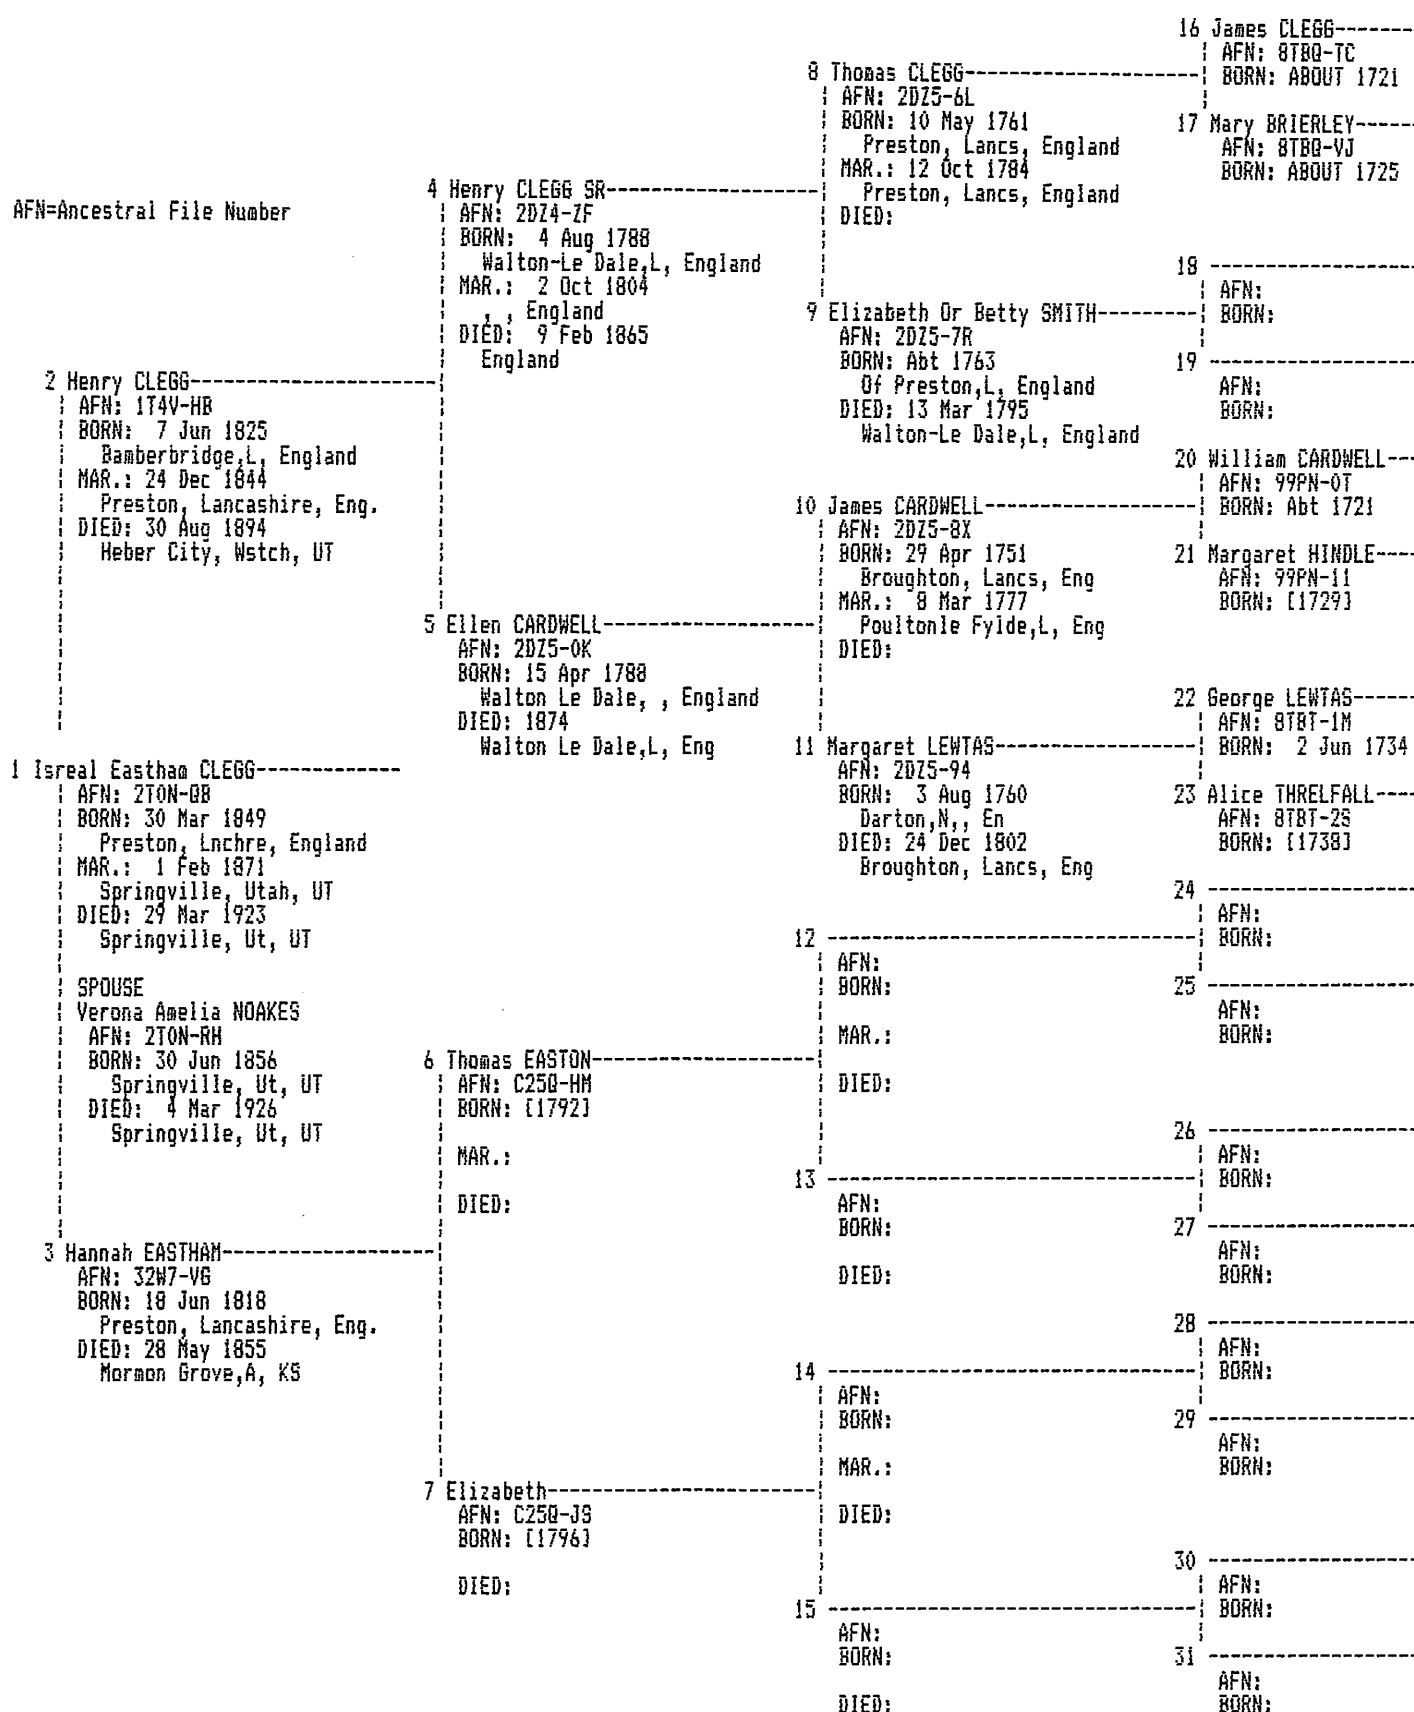 AFN=Ancestral File Number
1 Isreal Eastham CLEGG-------------
AFN: 2T0N-QB
BORN: 30 Mar 1849
Preston, Lnchre, England
MAR.: 1 Feb 1871
Springville, Utah, UT
DIED: 29 Mar 1923
Springville, Ut, UT
SPOUSE
Verona Amelia NOAKES
AFN: 2T0N-RH
BORN: 30 Jun 1856
Springville, Ut, UT
DIED: 4 Mar 1926
Springville, Ut, UT
2 Henry CLEGG----------------------
AFN: 1T4V-HB
BORN: 7 Jun 1825
Bamberbridge,L, England
MAR.: 24 Dec 1844
Preston, Lancashire, Eng.
DIED: 30 Aug 1894
Heber City, Wstch, UT
3 Hannah EASTHAM-------------------
AFN: 32W7-VG
BORN: 18 Jun 1818
Preston, Lancashire, Eng.
DIED: 28 May 1855
Mormon Grove,A, KS
4 Henry CLEGG SR-------------------
AFN: 2DZ4-ZF
BORN: 4 Aug 1788
Walton-Le Dale,L, England
MAR.: 2 Oct 1804
, , England
DIED: 9 Feb 1865
England
5 Ellen CARDWELL-------------------
AFN: 2DZ5-0K
BORN: 15 Apr 1788
Walton Le Dale, , England
DIED: 1874
Walton Le Dale,L, Eng
6 Thomas EASTON--------------------
AFN: C25Q-HM
BORN: [1792]
MAR.:
DIED:
7 Elizabeth------------------------
AFN: C25Q-JS
BORN: [1796]
DIED:
8 Thomas CLEGG---------------------
AFN: 2DZ5-6L
BORN: 10 May 1761
Preston, Lancs, England
MAR.: 12 Oct 1784
Preston, Lancs, England
DIED:
9 Elizabeth Or Betty SMITH---------
AFN: 2DZ5-7R
BORN: Abt 1763
Of Preston,L, England
DIED: 13 Mar 1795
Walton-Le Dale,L, England
10 James CARDWELL-------------------
AFN: 2DZ5-8X
BORN: 29 Apr 1751
Broughton, Lancs, Eng
MAR.: 8 Mar 1777
Poultonle Fylde,L, Eng
DIED:
11 Margaret LEWTAS------------------
AFN: 2DZ5-94
BORN: 3 Aug 1760
Darton,N,, En
DIED: 24 Dec 1802
Broughton, Lancs, Eng
12 ---------------------------------
AFN:
BORN:
MAR.:
DIED:
13 ---------------------------------
AFN:
BORN:
DIED:
14 ---------------------------------
AFN:
BORN:
MAR.:
DIED:
15 ---------------------------------
AFN:
BORN:
DIED:
16 James CLEGG-------
AFN: 8TBQ-TC
BORN: ABOUT 1721
17 Mary BRIERLEY-----
AFN: 8TBQ-VJ
BORN: ABOUT 1725
18 ------------------
AFN:
BORN:
19 ------------------
AFN:
BORN:
20 William CARDWELL---
AFN: 99PN-0T
BORN: Abt 1721
21 Margaret HINDLE----
AFN: 99PN-11
BORN: [1729]
22 George LEWTAS------
AFN: 8TBT-1M
BORN: 2 Jun 1734
23 Alice THRELFALL----
AFN: 8TBT-2S
BORN: [1738]
24 ------------------
AFN:
BORN:
25 ------------------
AFN:
BORN:
26 ------------------
AFN:
BORN:
27 ------------------
AFN:
BORN:
28 ------------------
AFN:
BORN:
29 ------------------
AFN:
BORN:
30 ------------------
AFN:
BORN:
31 ------------------
AFN:
BORN: